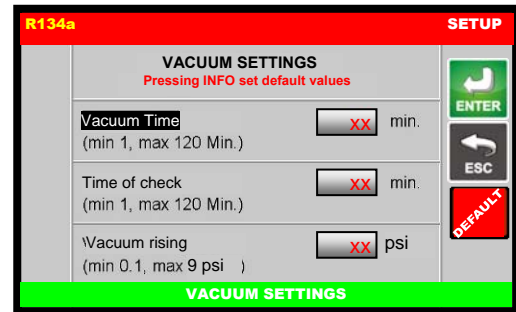 R134a SETUP
VACUUM SETTINGS
Pressing INFO set default values
Vacuum Time xx min.
(min 1, max 120 Min.)
Time of check xx min.
(min 1, max 120 Min.)
Vacuum rising xx psi
(min 0.1, max 9 psi )
ENTER
ESC
DEFAULT
VACUUM SETTINGS